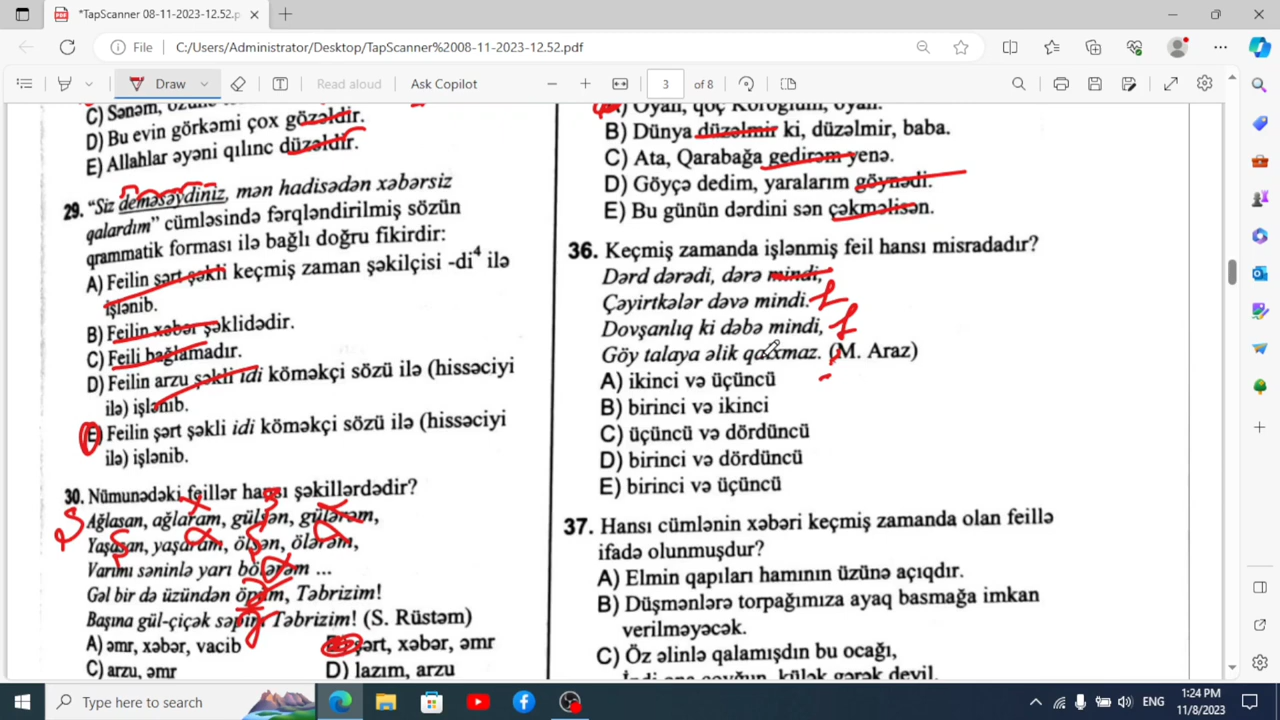 *TapScanner 08-11-2023-12.52.p
File
C:/Users/Administrator/Desktop/TapScanner%2008-11-2023-12.52.pdf
Draw
Read aloud
Ask Copilot
3
of 8
C) Sənəm,
D) Bu evin görkəmi çox gözəldir.
E) Allahlar əyəni qılınc düzəldir.
29. "Siz deməsəydiniz, mən hadisədən xəbərsiz
qalardım" cümləsində fərqləndirilmiş sözün
qrammatik forması ilə bağlı doğru fikirdir:
A) Feilin şərt şəkli keçmiş zaman şəkilçisi -di⁴ ilə
işlənib.
B) Feilin xəbər şəklidədir.
C) Feili bağlamadır.
D) Feilin arzu şəkli idi köməkçi sözü ilə (hissəciyi
ilə) işlənib.
E) Feilin şərt şəkli idi köməkçi sözü ilə (hissəciyi
ilə) işlənib.
30. Nümunədəki feillər hansı şəkillərdədir?
Ağlasan, ağlaram, gülsən, gülərəm,
Yaşasan, yaşaram, ölsən, ölərəm,
Varımı səninlə yarı bölərəm ...
Gəl bir də üzündən öpüm, Təbrizim!
Başına gül-çiçək səpim, Təbrizim! (S. Rüstəm)
A) əmr, xəbər, vacib
şərt, xəbər, əmr
C) arzu, əmr
D) lazım, arzu
Oyan, qoç Koroğlum, oyan.
B) Dünya düzəlmir ki, düzəlmir, baba.
C) Ata, Qarabağa gedirəm yenə.
D) Göyçə dedim, yaralarım göynədi.
E) Bu günün dərdini sən çəkməlisən.
36. Keçmiş zamanda işlənmiş feil hansı misradadır?
Dərd dərədi, dərə mindi,
Çəyirtkələr dəvə mindi.
Dovşanlıq ki dəbə mindi,
Göy talaya əlik qalxmaz. (M. Araz)
A) ikinci və üçüncü
B) birinci və ikinci
C) üçüncü və dördüncü
D) birinci və dördüncü
E) birinci və üçüncü
37. Hansı cümlənin xəbəri keçmiş zamanda olan feillə
ifadə olunmuşdur?
A) Elmin qapıları hamının üzünə açıqdır.
B) Düşmənlərə torpağımıza ayaq basmağa imkan
verilməyəcək.
C) Öz əlinlə qalamışdın bu ocağı,
İndi ona sovğun, külək gərək deyil.
Type here to search
ENG
1:24 PM
11/8/2023